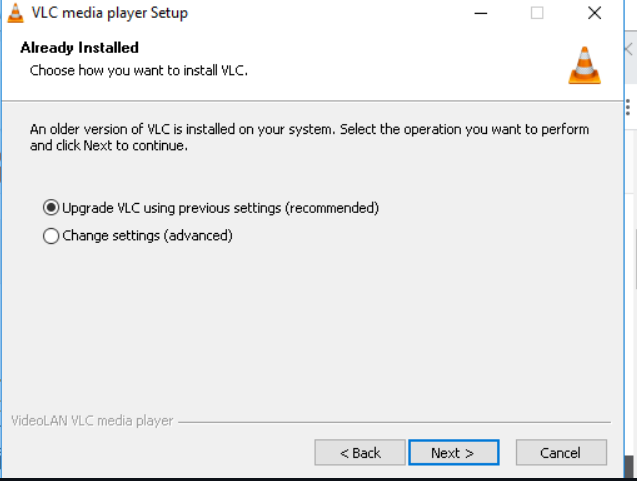 VLC media player Setup
Already Installed
Choose how you want to install VLC.
An older version of VLC is installed on your system. Select the operation you want to perform
and click Next to continue.
Upgrade VLC using previous settings (recommended)
Change settings (advanced)
VideoLAN VLC media player
< Back
Next >
Cancel